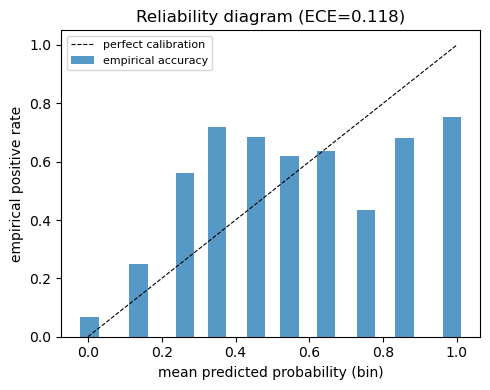 Reliability diagram (ECE=0.118)
perfect calibration
empirical accuracy
empirical positive rate
1.0
0.8
0.6
0.4
0.2
0.0
0.0 0.2 0.4 0.6 0.8 1.0
mean predicted probability (bin)